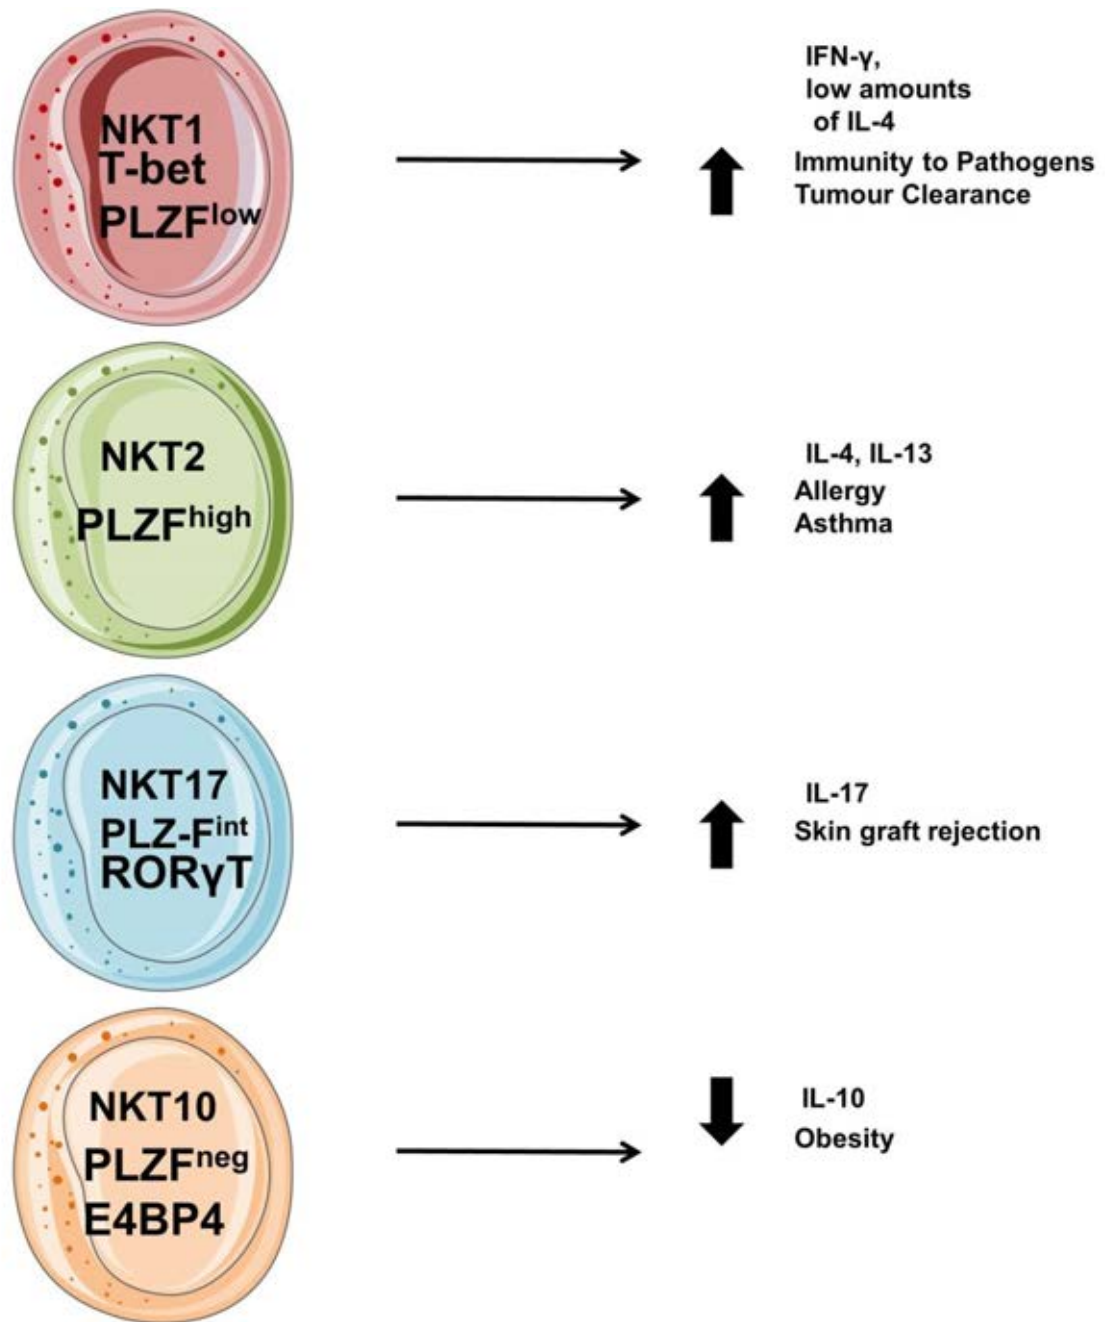 NKT1
T-bet
PLZFlow
IFN-γ,
low amounts
of IL-4
Immunity to Pathogens
Tumour Clearance
NKT2
PLZFhigh
IL-4, IL-13
Allergy
Asthma
NKT17
PLZ-Fint
RORγT
IL-17
Skin graft rejection
NKT10
PLZFneg
E4BP4
IL-10
Obesity